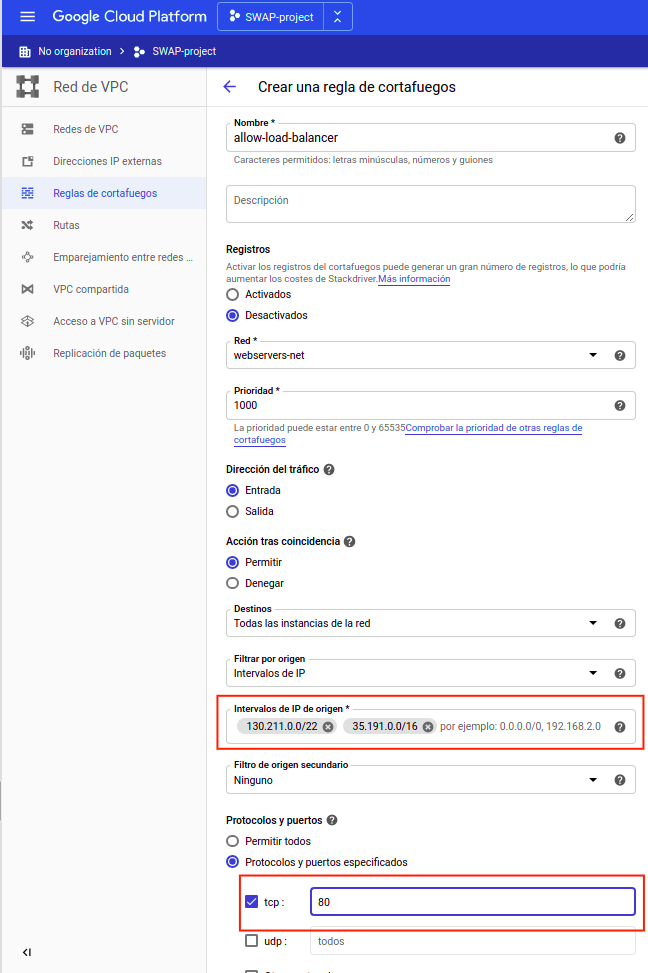 Google Cloud Platform
SWAP-project
No organization
SWAP-project
Red de VPC
Redes de VPC
Direcciones IP externas
Reglas de cortafuegos
Rutas
Emparejamiento entre redes ...
VPC compartida
Acceso a VPC sin servidor
Replicación de paquetes
Crear una regla de cortafuegos
Nombre *
allow-load-balancer
Caracteres permitidos: letras minúsculas, números y guiones
Descripción
Registros
Activar los registros del cortafuegos puede generar un gran número de registros, lo que podría
aumentar los costes de Stackdriver.Más información
Activados
Desactivados
Red *
webservers-net
Prioridad *
1000
La prioridad puede estar entre 0 y 65535Comprobar la prioridad de otras reglas de
cortafuegos
Dirección del tráfico
Entrada
Salida
Acción tras coincidencia
Permitir
Denegar
Destinos
Todas las instancias de la red
Filtrar por origen
Intervalos de IP
Intervalos de IP de origen *
130.211.0.0/22 35.191.0.0/16 por ejemplo: 0.0.0.0/0, 192.168.2.0
Filtro de origen secundario
Ninguno
Protocolos y puertos
Permitir todos
Protocolos y puertos especificados
tcp : 80
udp : todos